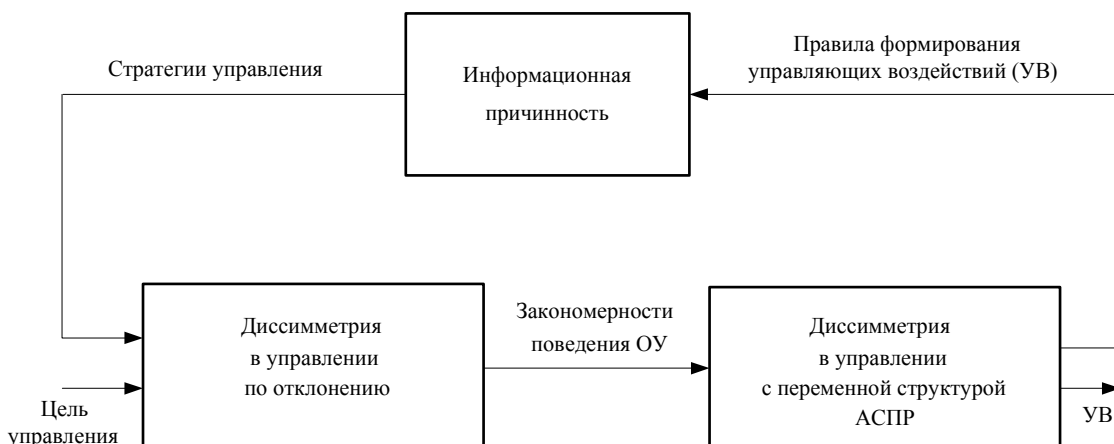 Стратегии управления
Информационная
причинность
Правила формирования
управляющих воздействий (УВ)
Диссимметрия
в управлении
по отклонению
Закономерности
поведения ОУ
Диссимметрия
в управлении
с переменной структурой
АСПР
Цель
управления
УВ